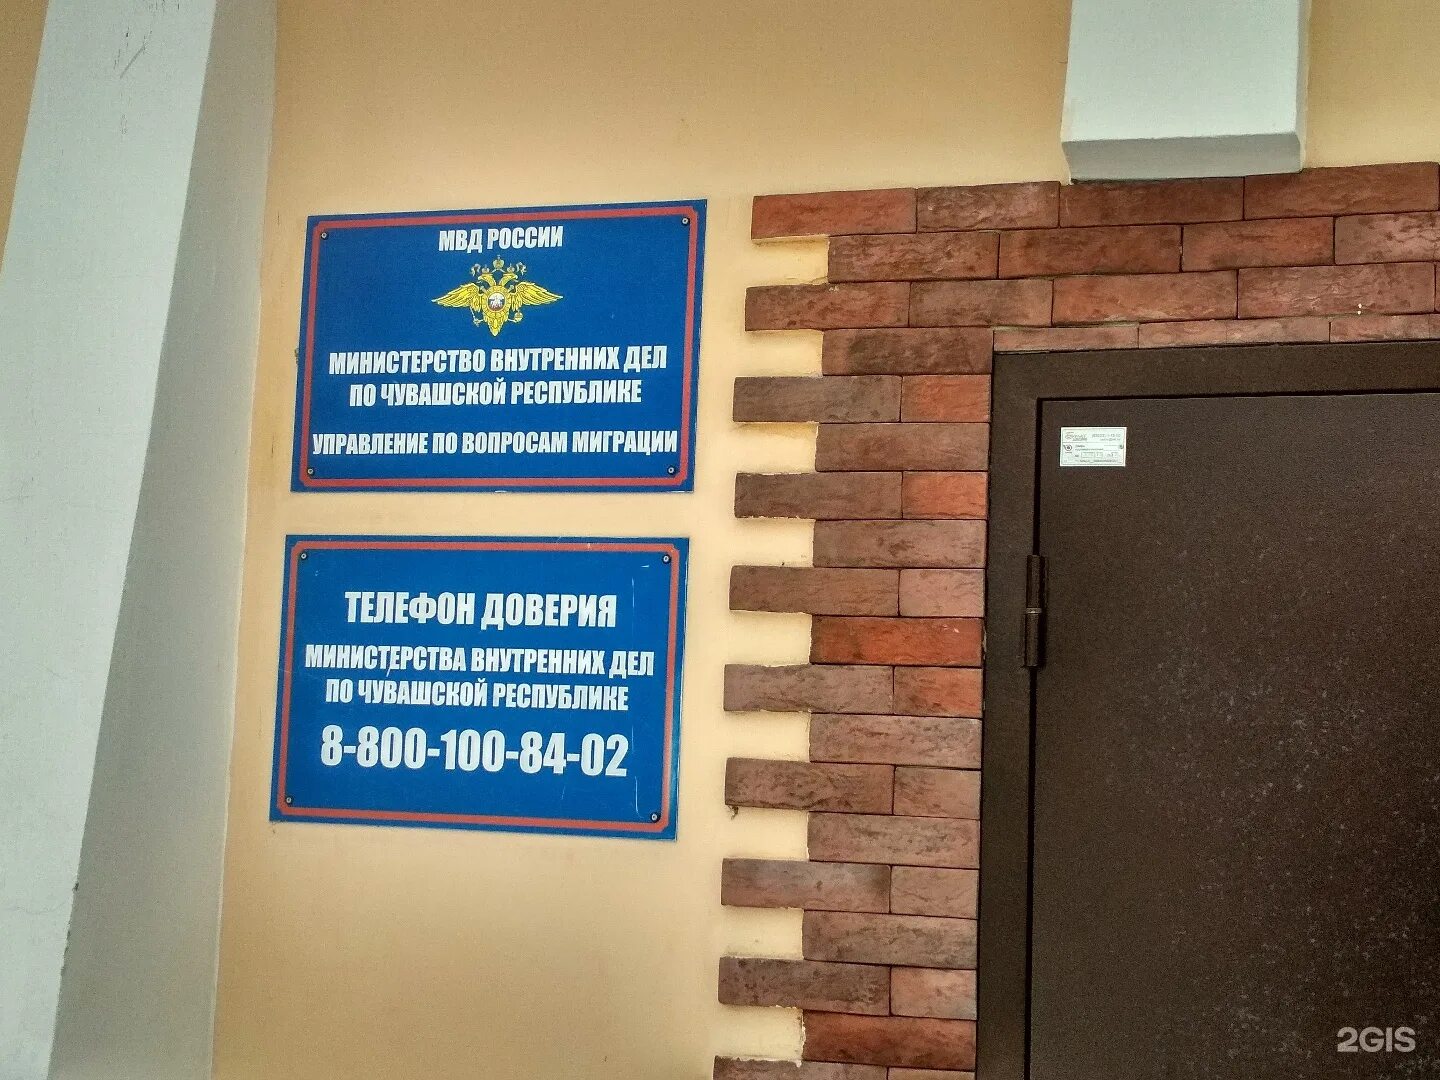 МВД РОССИИ
МИНИСТЕРСТВО ВНУТРЕННИХ ДЕЛ
ПО ЧУВАШСКОЙ РЕСПУБЛИКЕ
УПРАВЛЕНИЕ ПО ВОПРОСАМ МИГРАЦИИ
ТЕЛЕФОН ДОВЕРИЯ
МИНИСТЕРСТВА ВНУТРЕННИХ ДЕЛ
ПО ЧУВАШСКОЙ РЕСПУБЛИКЕ
8-800-100-84-02
2GIS